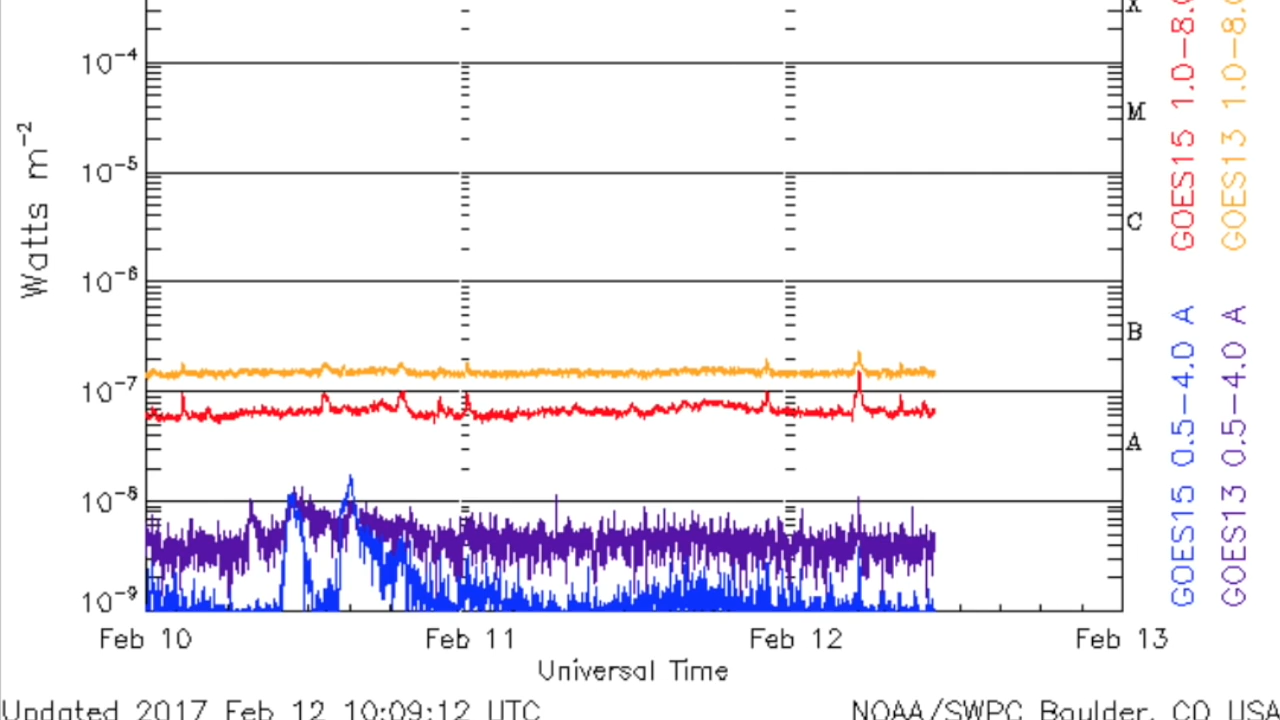 X
10-4
M
10-5
C
10-6
B
10-7
A
10-8
10-9
Watts m-2
Feb 10 Feb 11 Feb 12 Feb 13
Universal Time
Updated 2017 Feb 12 10:09:12 UTC NOAA/SWPC Boulder, CO USA
GOES15 0.5-4.0 A GOES15 1.0-8.
GOES13 0.5-4.0 A GOES13 1.0-8.